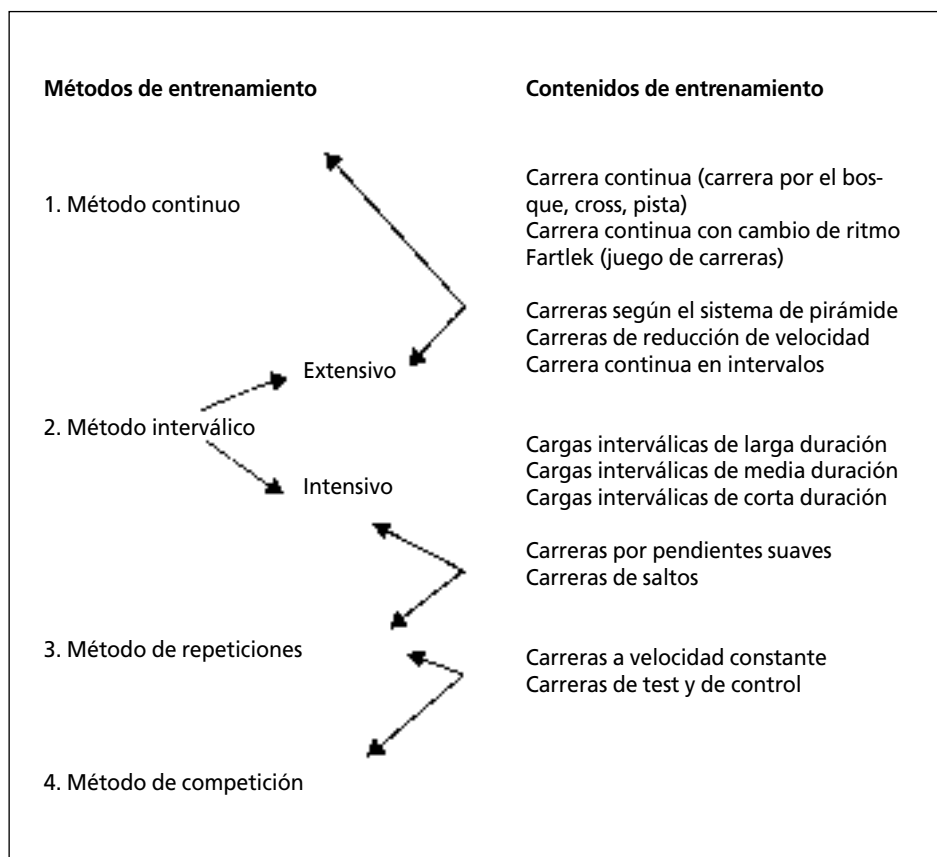 Métodos de entrenamiento
Contenidos de entrenamiento
1. Método continuo
Carrera continua (carrera por el bos-
que, cross, pista)
Carrera continua con cambio de ritmo
Fartlek (juego de carreras)
Carreras según el sistema de pirámide
Carreras de reducción de velocidad
Carrera continua en intervalos
Extensivo
2. Método interválico
Intensivo
Cargas interválicas de larga duración
Cargas interválicas de media duración
Cargas interválicas de corta duración
Carreras por pendientes suaves
Carreras de saltos
3. Método de repeticiones
Carreras a velocidad constante
Carreras de test y de control
4. Método de competición